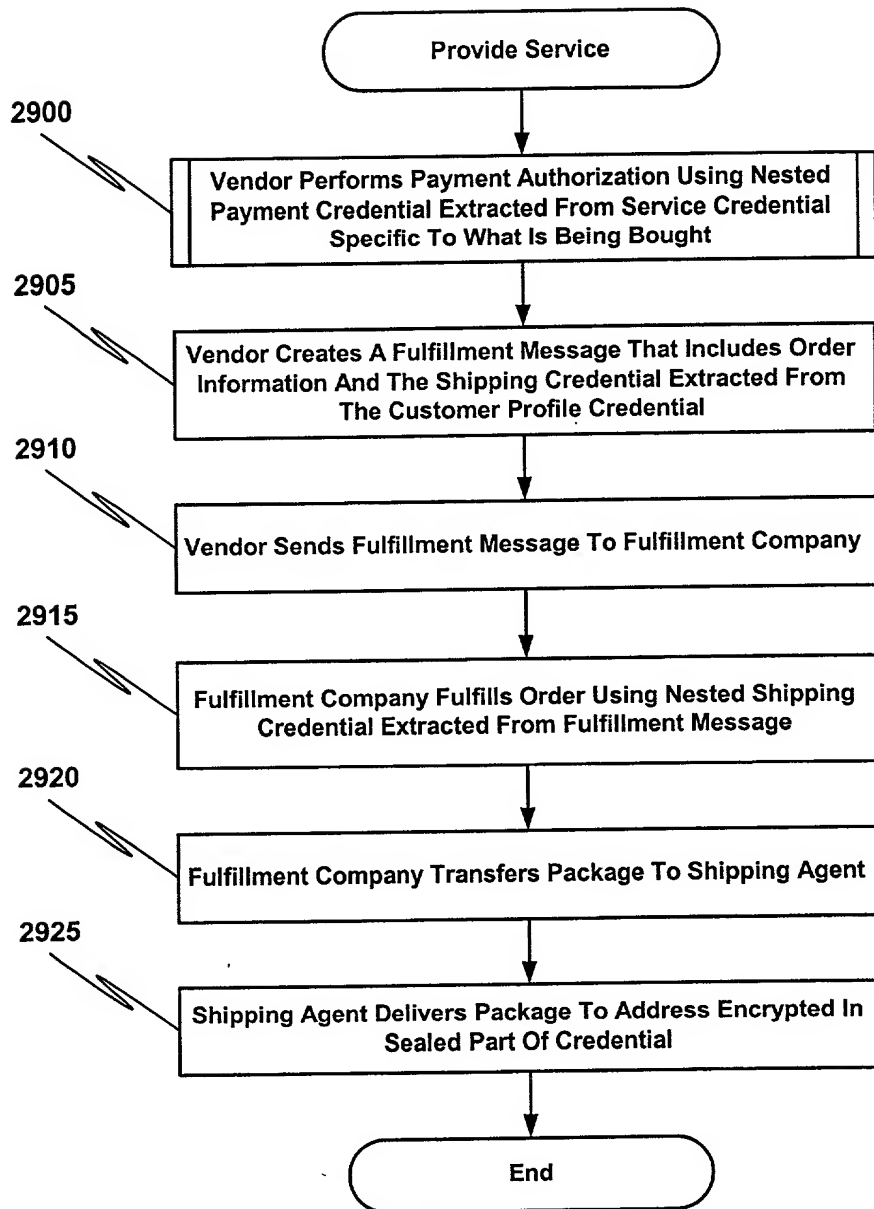 Provide Service
2900
Vendor Performs Payment Authorization Using Nested
Payment Credential Extracted From Service Credential
Specific To What Is Being Bought
2905
Vendor Creates A Fulfillment Message That Includes Order
Information And The Shipping Credential Extracted From
The Customer Profile Credential
2910
Vendor Sends Fulfillment Message To Fulfillment Company
2915
Fulfillment Company Fulfills Order Using Nested Shipping
Credential Extracted From Fulfillment Message
2920
Fulfillment Company Transfers Package To Shipping Agent
2925
Shipping Agent Delivers Package To Address Encrypted In
Sealed Part Of Credential
End